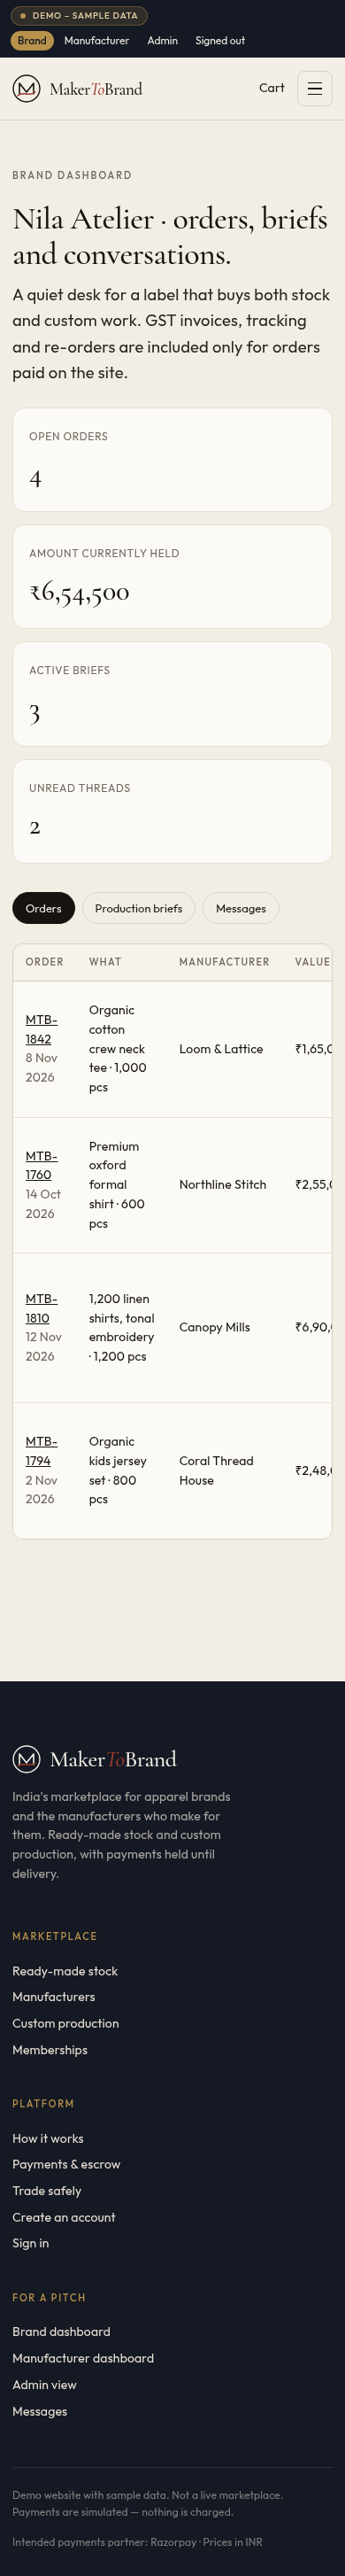 DEMO – SAMPLE DATA
Brand Manufacturer Admin Signed out
MakerToBrand Cart
BRAND DASHBOARD
Nila Atelier · orders, briefs
and conversations.
A quiet desk for a label that buys both stock
and custom work. GST invoices, tracking
and re-orders are included only for orders
paid on the site.
OPEN ORDERS
4
AMOUNT CURRENTLY HELD
₹6,54,500
ACTIVE BRIEFS
3
UNREAD THREADS
2
Orders Production briefs Messages
ORDER WHAT MANUFACTURER VALUE
MTB-
1842
8 Nov
2026
Organic
cotton
crew neck
tee · 1,000
pcs
Loom & Lattice
₹1,65,0
MTB-
1760
14 Oct
2026
Premium
oxford
formal
shirt · 600
pcs
Northline Stitch
₹2,55,0
MTB-
1810
12 Nov
2026
1,200 linen
shirts, tonal
embroidery
· 1,200 pcs
Canopy Mills
₹6,90,
MTB-
1794
2 Nov
2026
Organic
kids jersey
set · 800
pcs
Coral Thread
House
₹2,48,
MakerToBrand
India's marketplace for apparel brands
and the manufacturers who make for
them. Ready-made stock and custom
production, with payments held until
delivery.
MARKETPLACE
Ready-made stock
Manufacturers
Custom production
Memberships
PLATFORM
How it works
Payments & escrow
Trade safely
Create an account
Sign in
FOR A PITCH
Brand dashboard
Manufacturer dashboard
Admin view
Messages
Demo website with sample data. Not a live marketplace.
Payments are simulated — nothing is charged.
Intended payments partner: Razorpay · Prices in INR